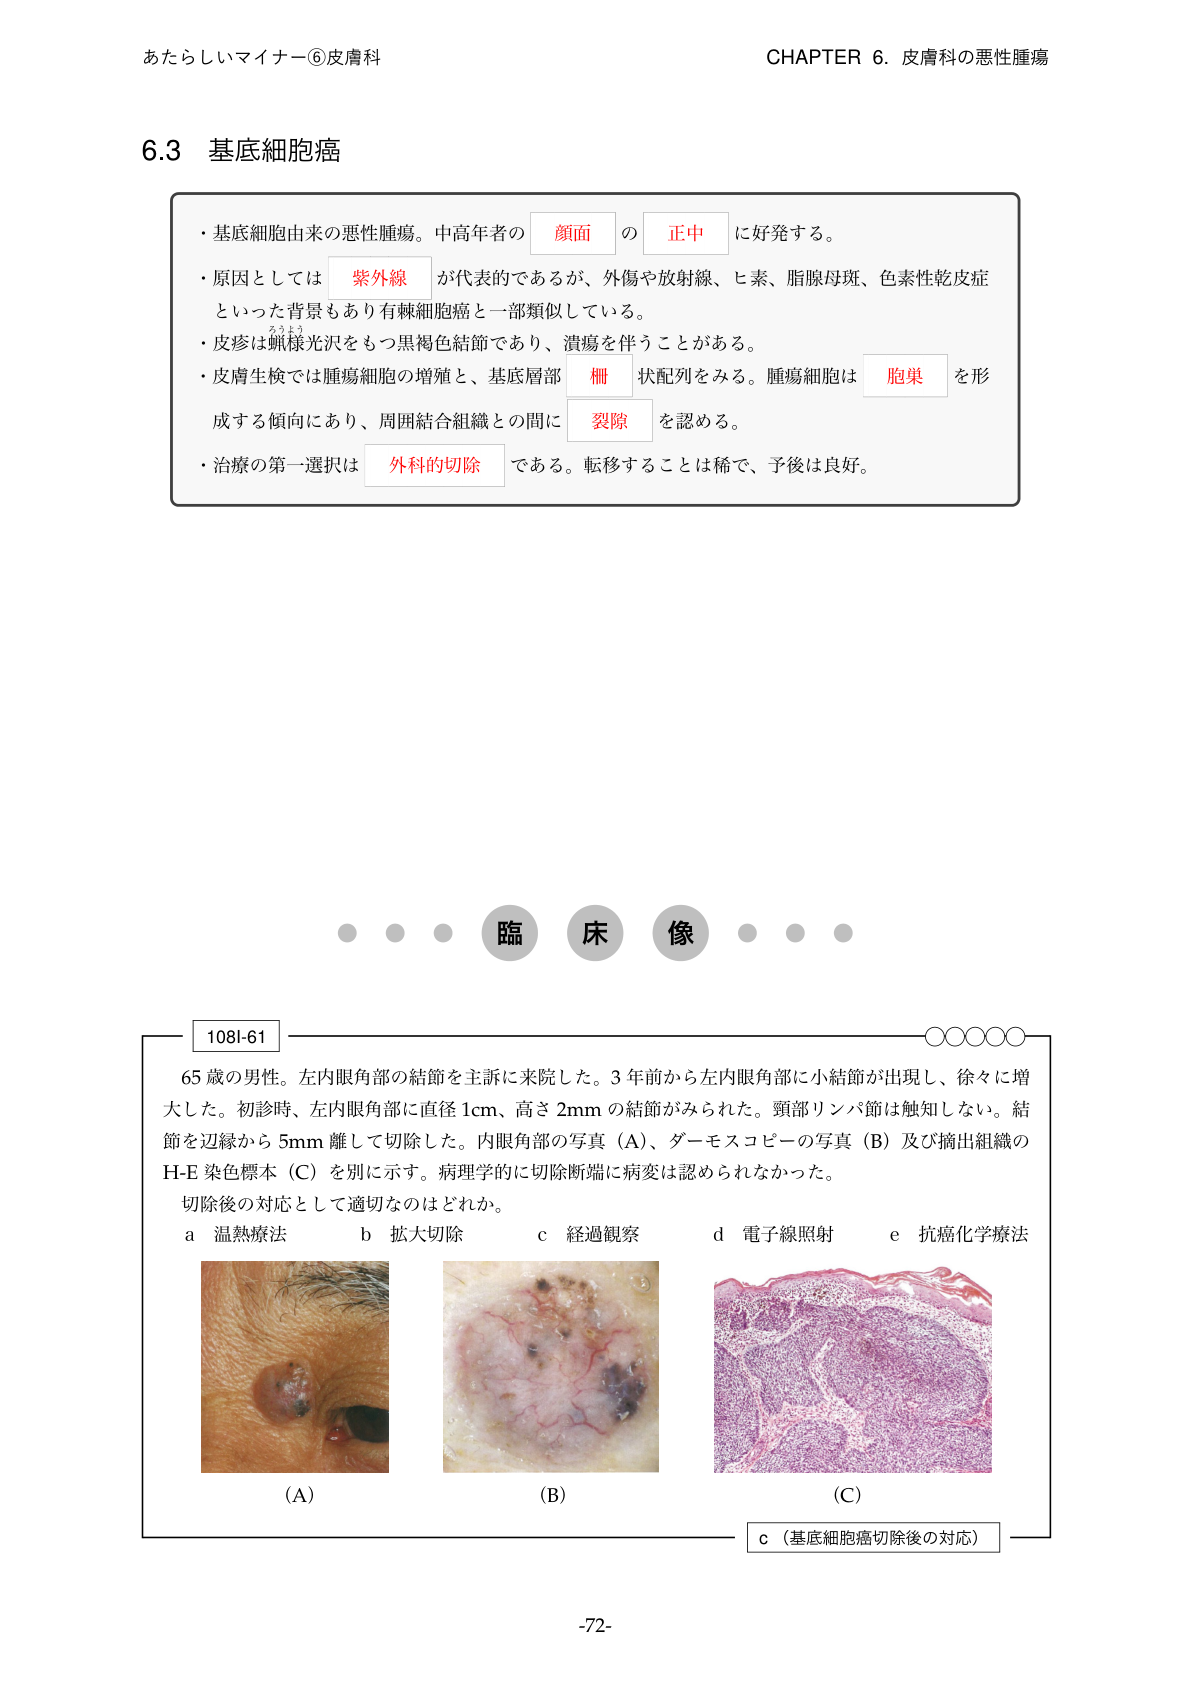 あたらしいマイナー⑥皮膚科
CHAPTER 6. 皮膚科の悪性腫瘍
6.3 基底細胞癌
・基底細胞由来の悪性腫瘍。中高年者の 顔面 の 正中 に好発する。
・原因としては 紫外線 が代表的であるが、外傷や放射線、ヒ素、脂腺母斑、色素性乾皮症
といった背景もあり有棘細胞癌と一部類似している。
ろうよう
・皮疹は蝋様光沢をもつ黒褐色結節であり、潰瘍を伴うことがある。
・皮膚生検では腫瘍細胞の増殖と、基底層部 柵 状配列をみる。腫瘍細胞は 胞巣 を形
成する傾向にあり、周囲結合組織との間に 裂隙 を認める。
・治療の第一選択は 外科的切除 である。転移することは稀で、予後は良好。
臨床像
108I-61
65 歳の男性。左内眼角部の結節を主訴に来院した。3 年前から左内眼角部に小結節が出現し、徐々に増
大した。初診時、左内眼角部に直径 1cm、高さ 2mm の結節がみられた。頸部リンパ節は触知しない。結
節を辺縁から 5mm 離して切除した。内眼角部の写真（A）、ダーモスコピーの写真（B）及び摘出組織の
H-E 染色標本（C）を別に示す。病理学的に切除断端に病変は認められなかった。
切除後の対応として適切なのはどれか。
a 温熱療法 b 拡大切除 c 経過観察 d 電子線照射 e 抗癌化学療法
（A） （B） （C）
c （基底細胞癌切除後の対応）
-72-